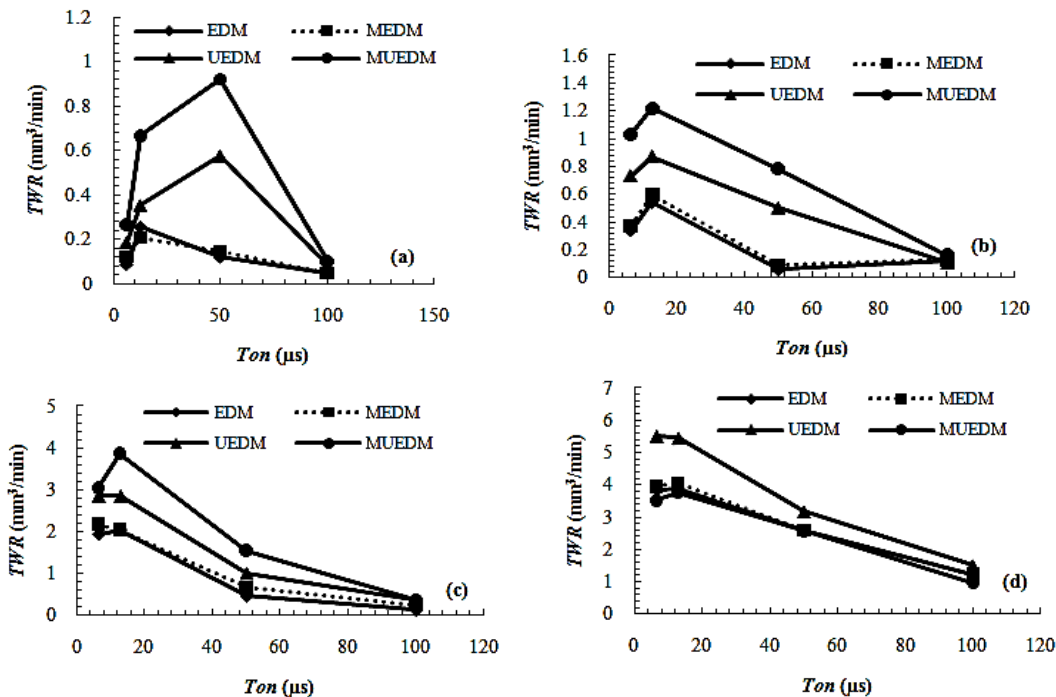 EDM MEDM
UEDM MUEDM
TWR (mm³/min)
1.2
1
0.8
0.6
0.4
0.2
0
(a)
0 50 100 150
Ton (µs)
EDM MEDM
UEDM MUEDM
TWR (mm³/min)
1.6
1.4
1.2
1
0.8
0.6
0.4
0.2
0
(b)
0 20 40 60 80 100 120
Ton (µs)
EDM MEDM
UEDM MUEDM
TWR (mm³/min)
5
4
3
2
1
0
(c)
0 20 40 60 80 100 120
Ton (µs)
EDM MEDM
UEDM MUEDM
TWR (mm³/min)
7
6
5
4
3
2
1
0
(d)
0 20 40 60 80 100 120
Ton (µs)